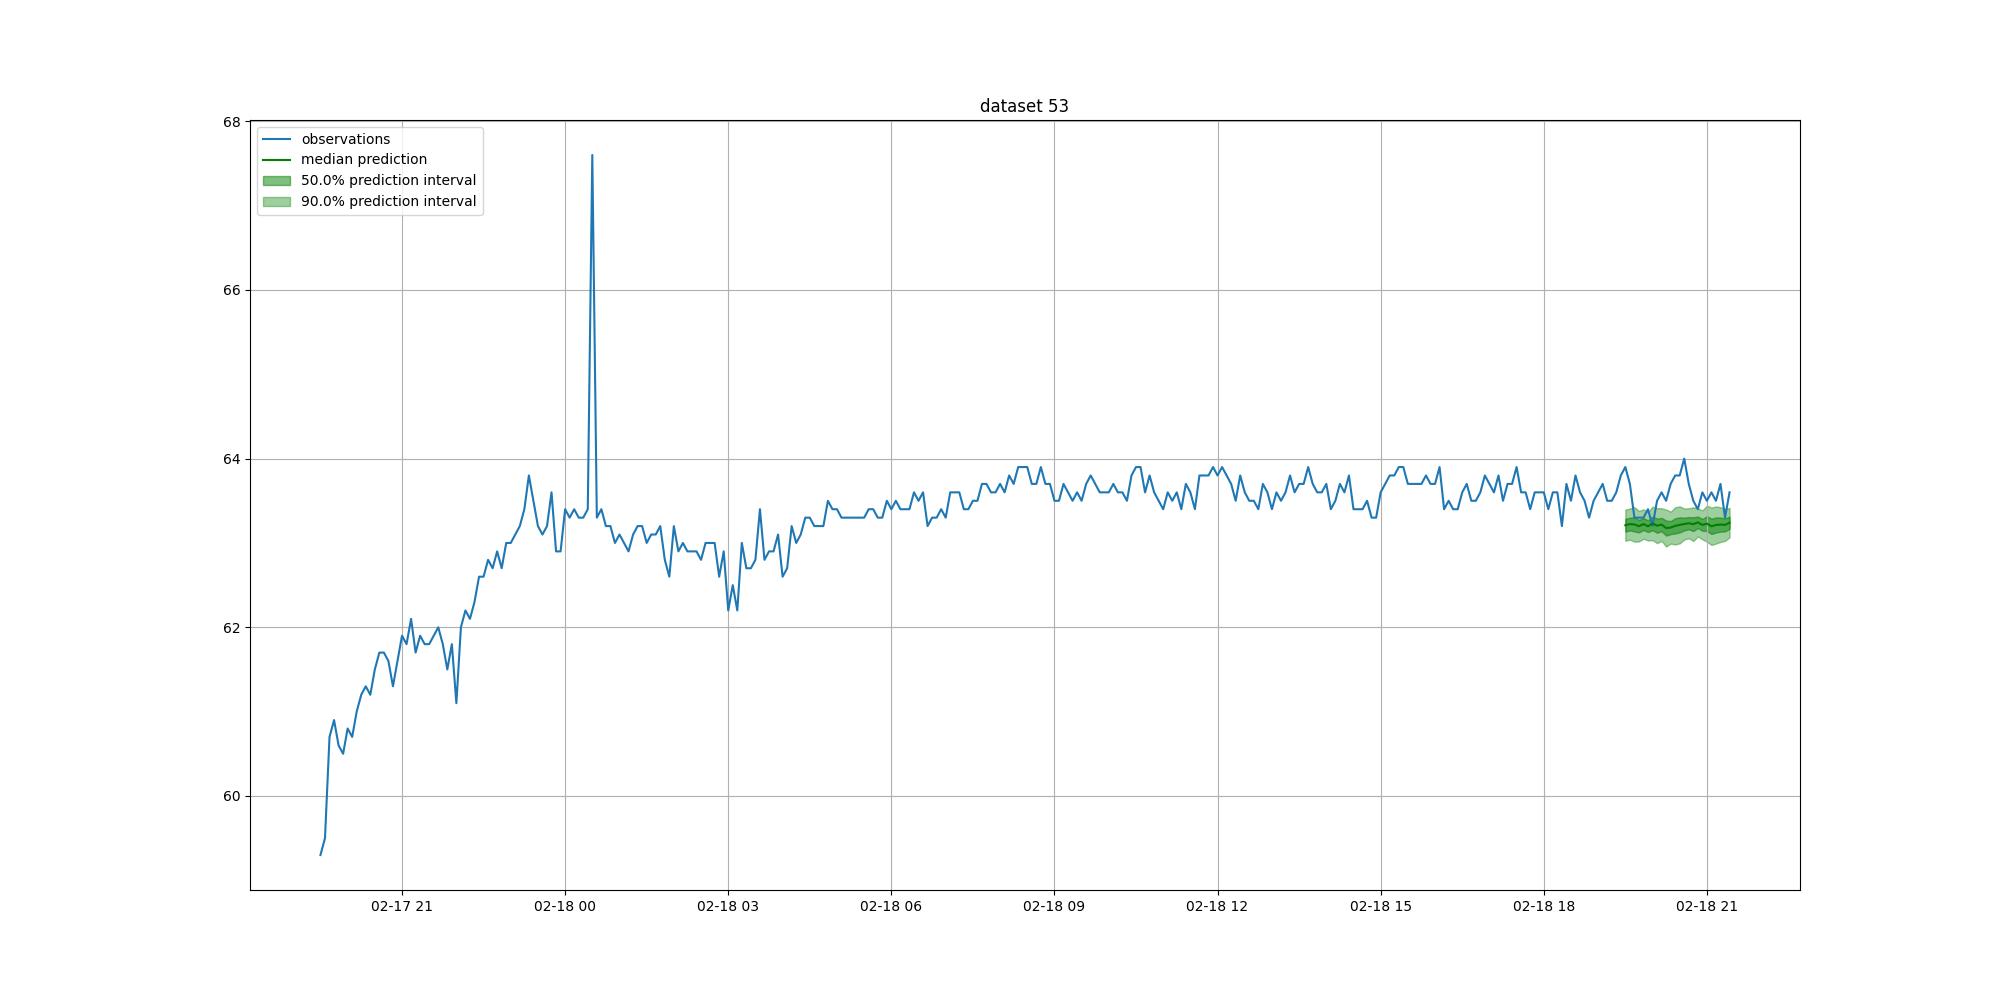 dataset 53
68
observations
median prediction
50.0% prediction interval
90.0% prediction interval
66
64
62
60
02-17 21 02-18 00 02-18 03 02-18 06 02-18 09 02-18 12 02-18 15 02-18 18 02-18 21